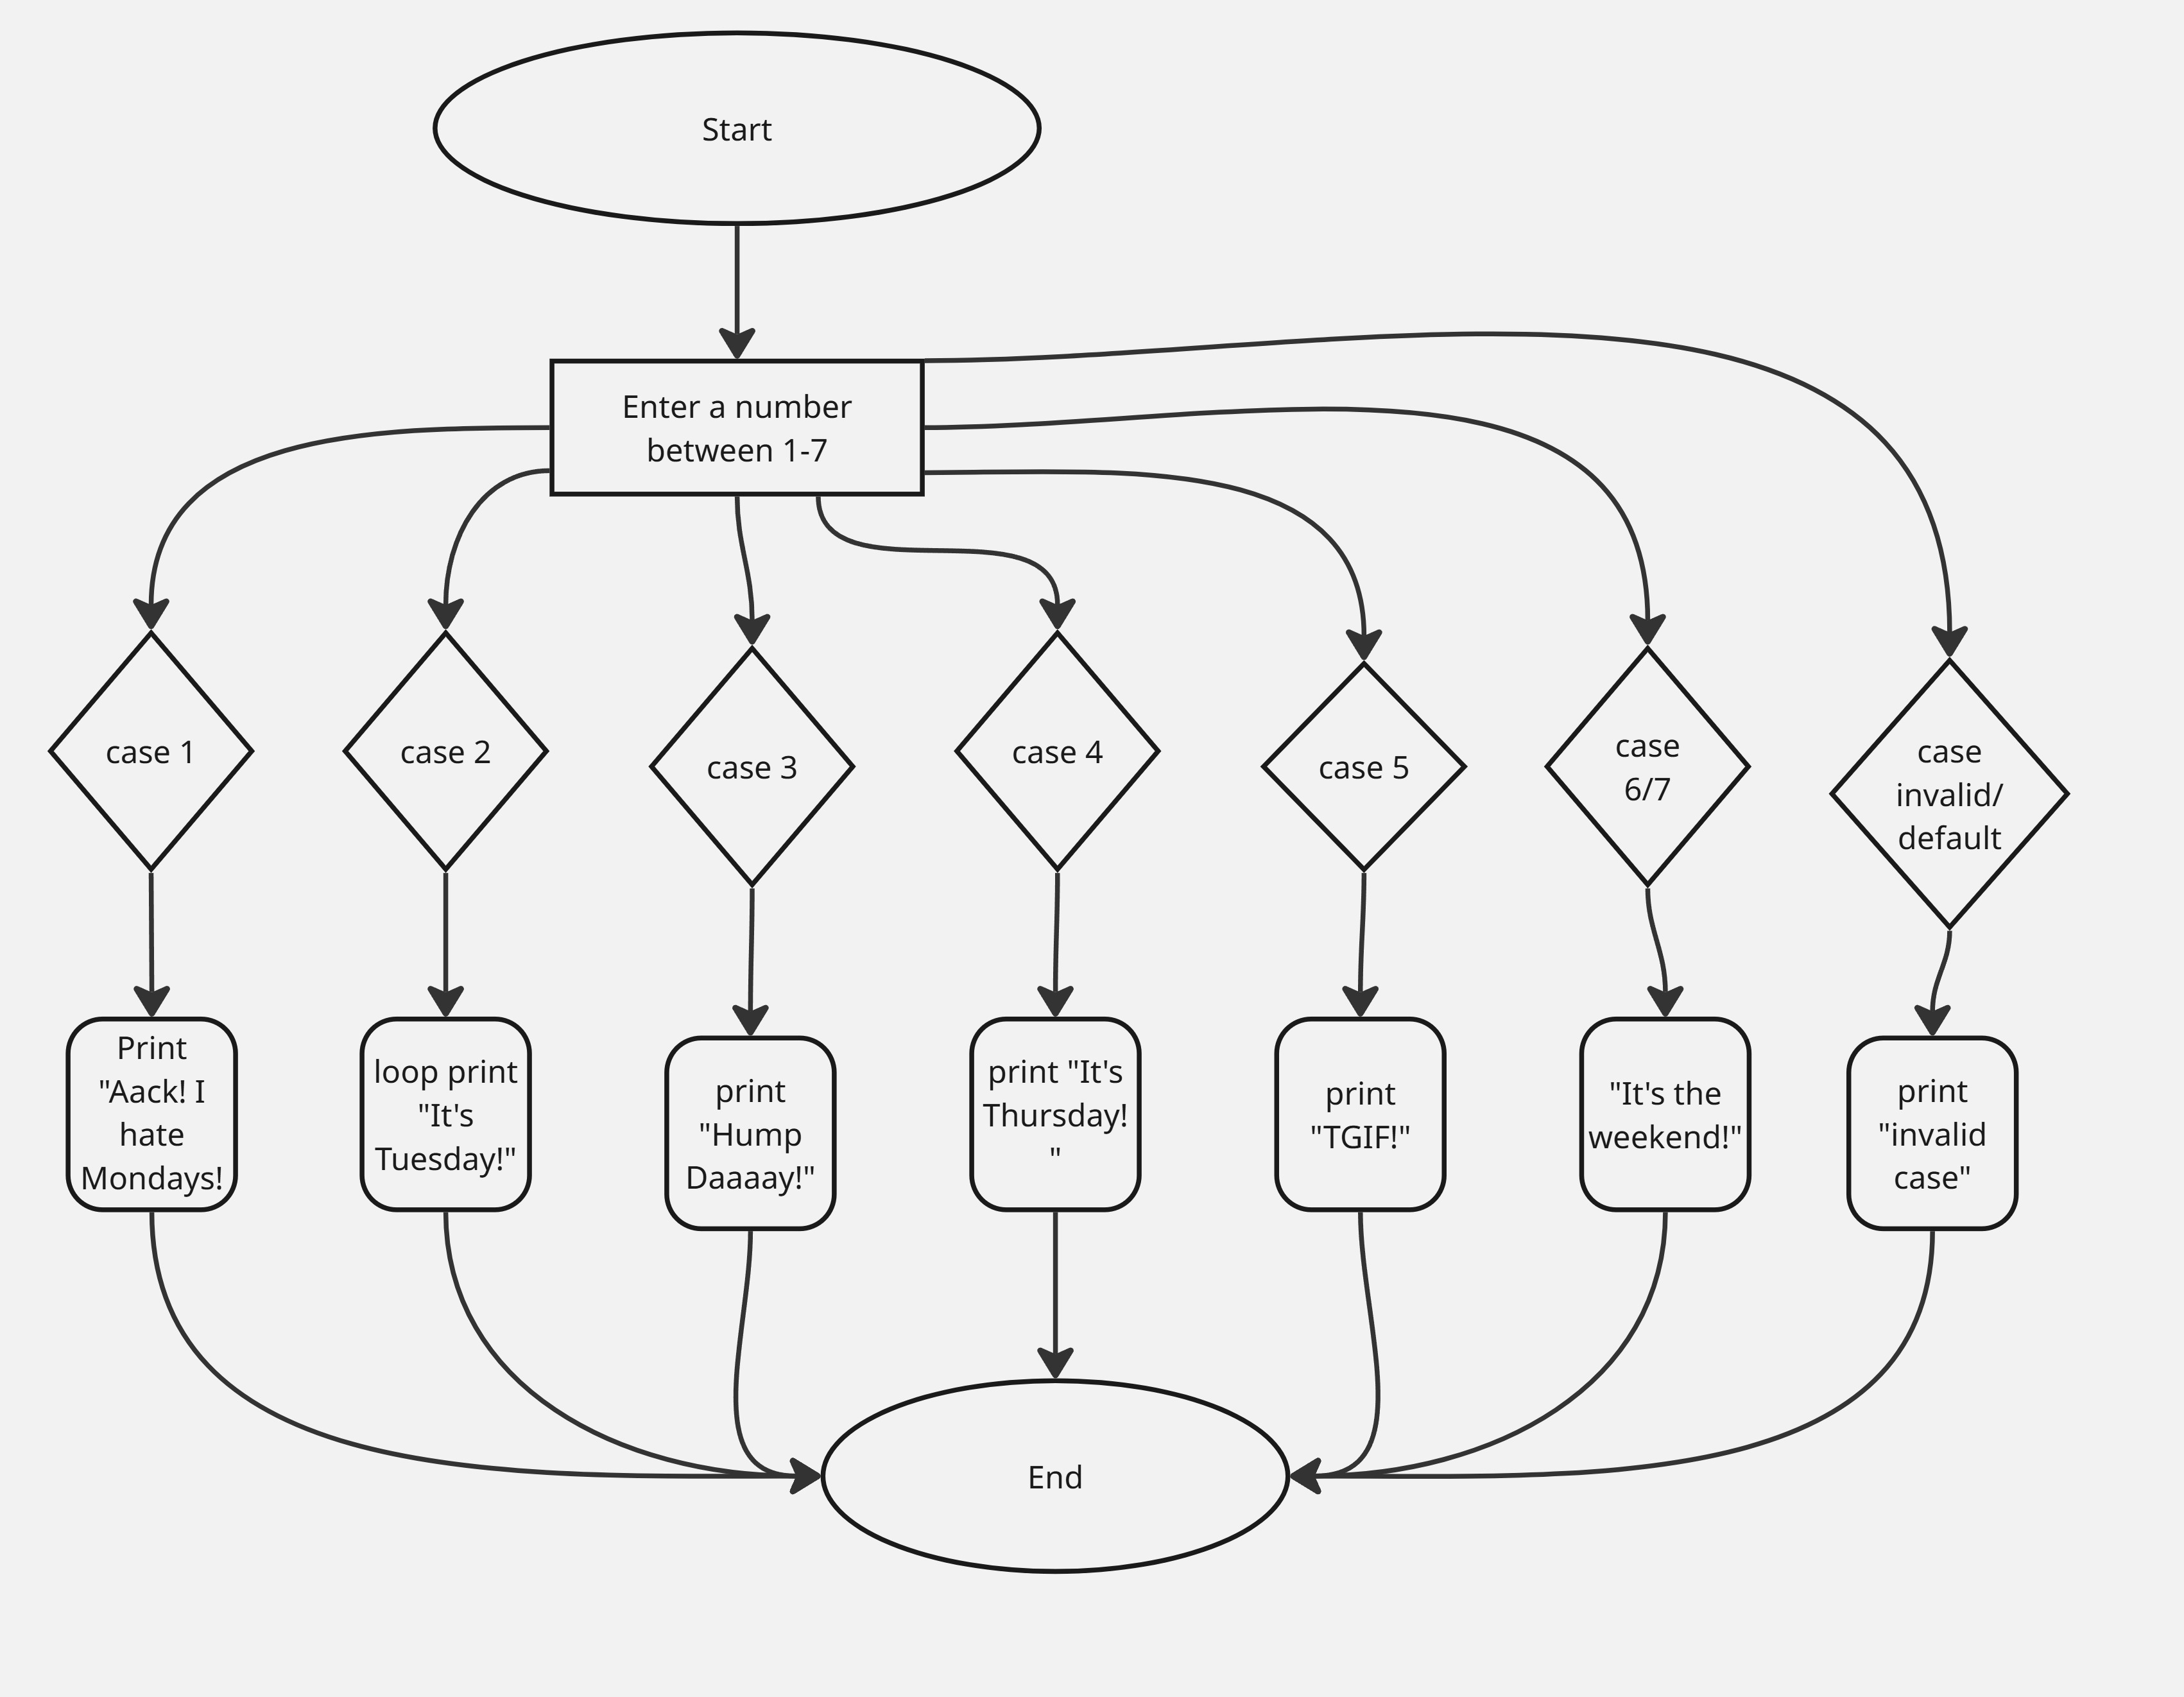 Start
Enter a number
between 1-7
case 1
case 2
case 3
case 4
case 5
case
6/7
case
invalid/
default
Print
"Aack! I
hate
Mondays!
loop print
"It's
Tuesday!"
print
"Hump
Daaaay!"
print "It's
Thursday!
"
print
"TGIF!"
"It's the
weekend!"
print
"invalid
case"
End